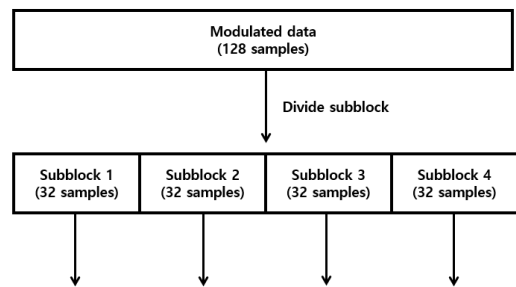 Modulated data
(128 samples)
Divide subblock
Subblock 1
(32 samples)
Subblock 2
(32 samples)
Subblock 3
(32 samples)
Subblock 4
(32 samples)